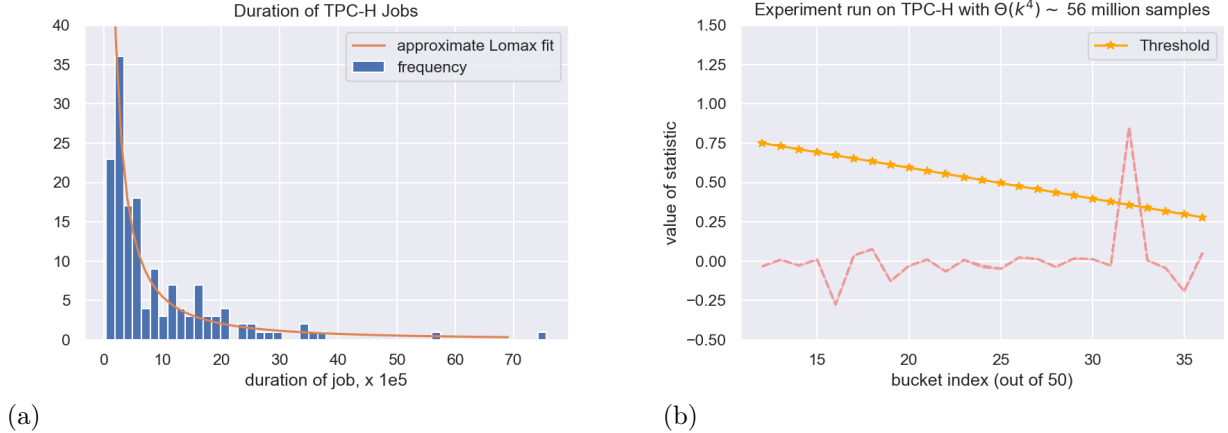 Duration of TPC-H Jobs
40
35
30
25
20
15
10
5
0
approximate Lomax fit
frequency
0 10 20 30 40 50 60 70
duration of job, x 1e5
(a)
Experiment run on TPC-H with Θ(k⁴) ~ 56 million samples
1.50
1.25
1.00
0.75
0.50
0.25
0.00
−0.25
−0.50
value of statistic
Threshold
15 20 25 30 35
bucket index (out of 50)
(b)